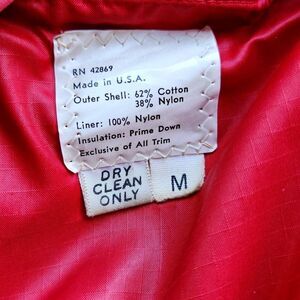 RN 42869
Made in U.S.A.
Outer Shell: 62% Cotton
38% Nylon
Liner: 100% Nylon
Insulation: Prime Down
Exclusive of All Trim
DRY
CLEAN
ONLY
M